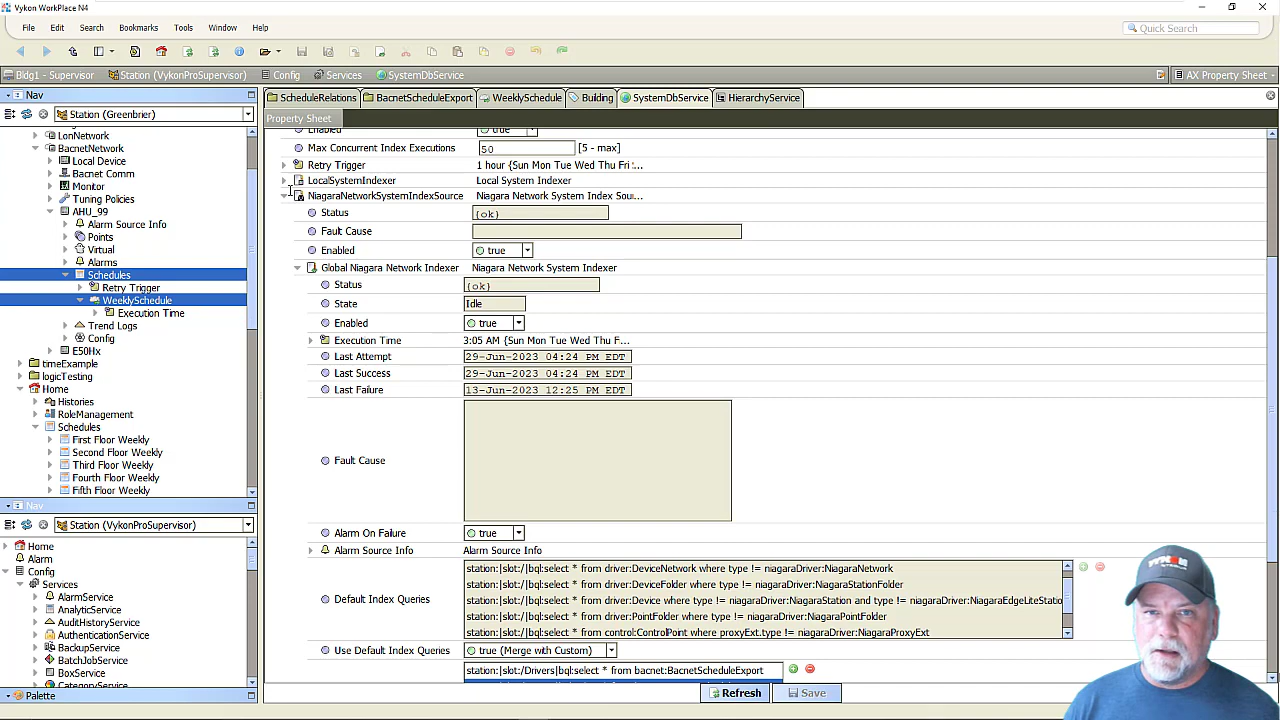 Vykon WorkPlace N4
File Edit Search Bookmarks Tools Window Help
Quick Search
Bldg1 - Supervisor Station (VykonProSupervisor) Config Services SystemDbService AX Property Sheet
Nav
Station (Greenbrier)
LonNetwork
BacnetNetwork
Local Device
Bacnet Comm
Monitor
Tuning Policies
AHU_99
Alarm Source Info
Points
Virtual
Alarms
Schedules
Retry Trigger
WeeklySchedule
Execution Time
Trend Logs
Config
E50Hx
timeExample
logicTesting
Home
Histories
RoleManagement
Schedules
First Floor Weekly
Second Floor Weekly
Third Floor Weekly
Fourth Floor Weekly
Fifth Floor Weekly
Nav
Station (VykonProSupervisor)
Home
Alarm
Config
Services
AlarmService
AnalyticService
AuditHistoryService
AuthenticationService
BackupService
BatchJobService
BoxService
CategoryService
Palette
ScheduleRelations BacnetScheduleExport WeeklySchedule Building SystemDbService HierarchyService
Property Sheet
Enabled true
Max Concurrent Index Executions 50 [5 - max]
Retry Trigger 1 hour {Sun Mon Tue Wed Thu Fri :...
LocalSystemIndexer Local System Indexer
NiagaraNetworkSystemIndexSource Niagara Network System Index Sou...
Status {ok}
Fault Cause
Enabled true
Global Niagara Network Indexer Niagara Network System Indexer
Status {ok}
State Idle
Enabled true
Execution Time 3:05 AM {Sun Mon Tue Wed Thu F...
Last Attempt 29-Jun-2023 04:24 PM EDT
Last Success 29-Jun-2023 04:24 PM EDT
Last Failure 13-Jun-2023 12:25 PM EDT
Fault Cause
Alarm On Failure true
Alarm Source Info Alarm Source Info
Default Index Queries
station:|slot:/|bql:select * from driver:DeviceNetwork where type != niagaraDriver:NiagaraNetwork
station:|slot:/|bql:select * from driver:DeviceFolder where type != niagaraDriver:NiagaraStationFolder
station:|slot:/|bql:select * from driver:Device where type != niagaraDriver:NiagaraStation and type != niagaraDriver:NiagaraEdgeLiteStatio
station:|slot:/|bql:select * from driver:PointFolder where type != niagaraDriver:NiagaraPointFolder
station:|slot:/|bql:select * from control:ControlPoint where proxyExt.type != niagaraDriver:NiagaraProxyExt
Use Default Index Queries true (Merge with Custom)
station:|slot:/Drivers|bql:select * from bacnet:BacnetScheduleExport
Refresh Save